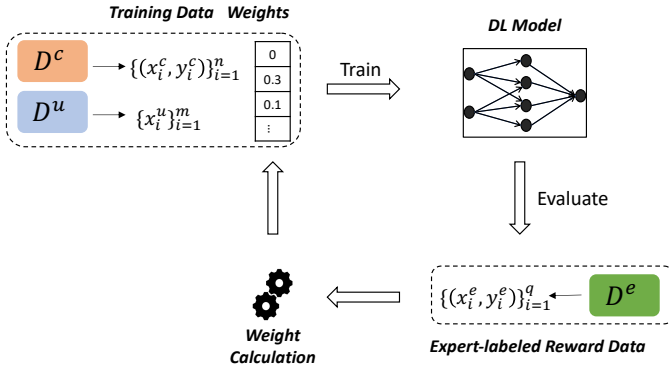 Training Data Weights
DL Model
D^c {(x_i^c, y_i^c)}_{i=1}^n
D^u {x_i^u}_{i=1}^m
0
0.3
0.1
⋮
Train
Evaluate
{(x_i^e, y_i^e)}_{i=1}^q D^e
Weight
Calculation
Expert-labeled Reward Data